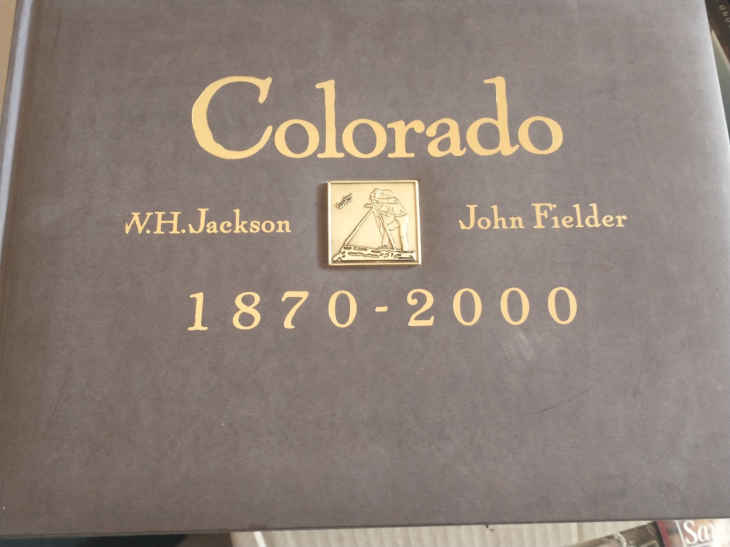 Colorado
W.H. Jackson
John Fielder
1870-2000